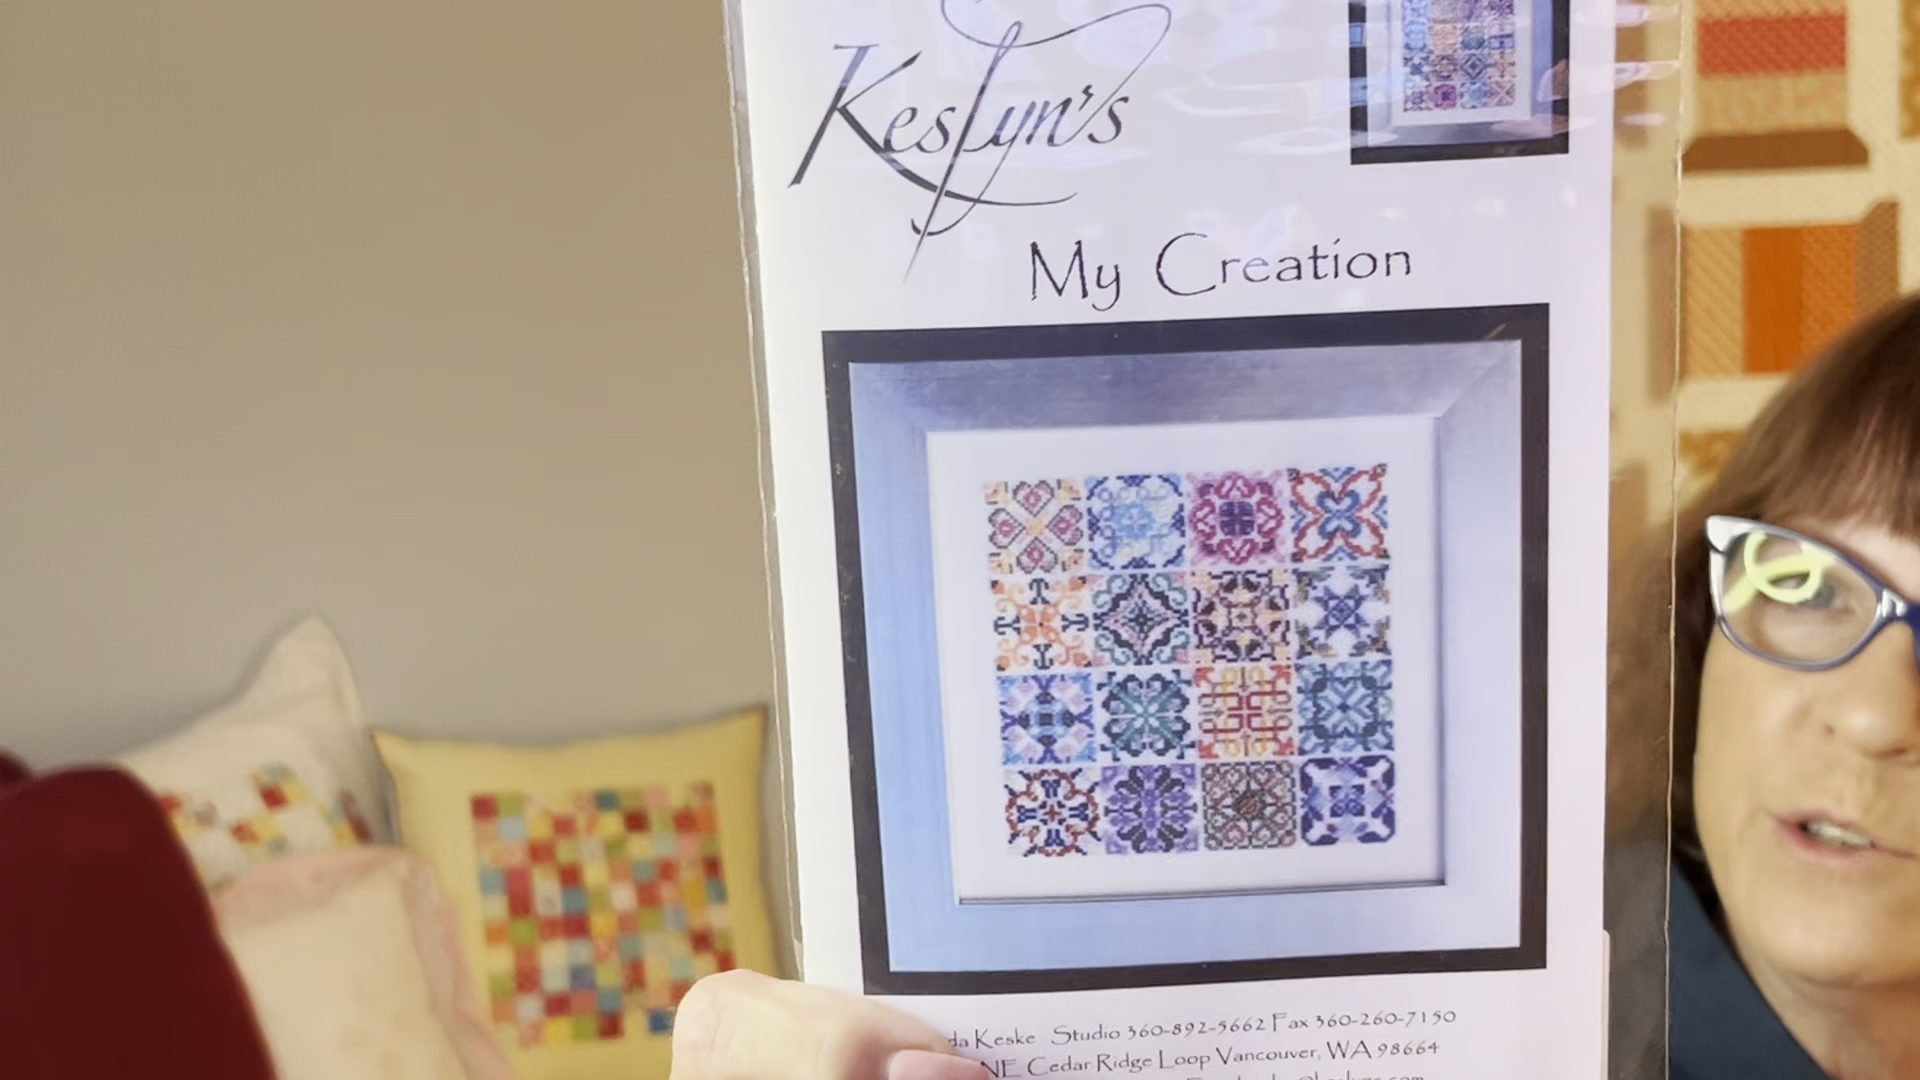 Keslyn's
My Creation
Keske Studio 360-892-5662 Fax 360-260-7150
NE Cedar Ridge Loop Vancouver, WA 98664